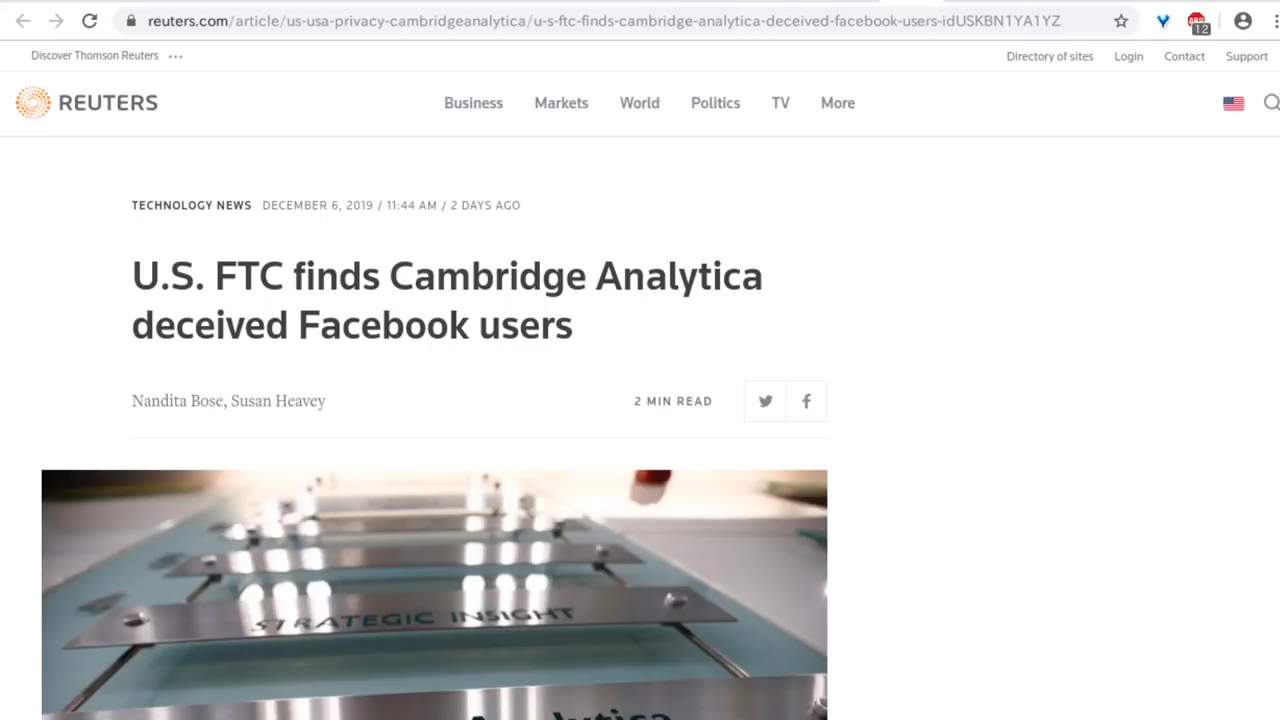 reuters.com/article/us-usa-privacy-cambridgeanalytica/u-s-ftc-finds-cambridge-analytica-deceived-facebook-users-idUSKBN1YA1YZ
ABP
12
Discover Thomson Reuters ···
Directory of sites Login Contact Support
REUTERS
Business Markets World Politics TV More
TECHNOLOGY NEWS DECEMBER 6, 2019 / 11:44 AM / 2 DAYS AGO
U.S. FTC finds Cambridge Analytica
deceived Facebook users
Nandita Bose, Susan Heavey
2 MIN READ
STRATEGIC INSIGHT
Analytica